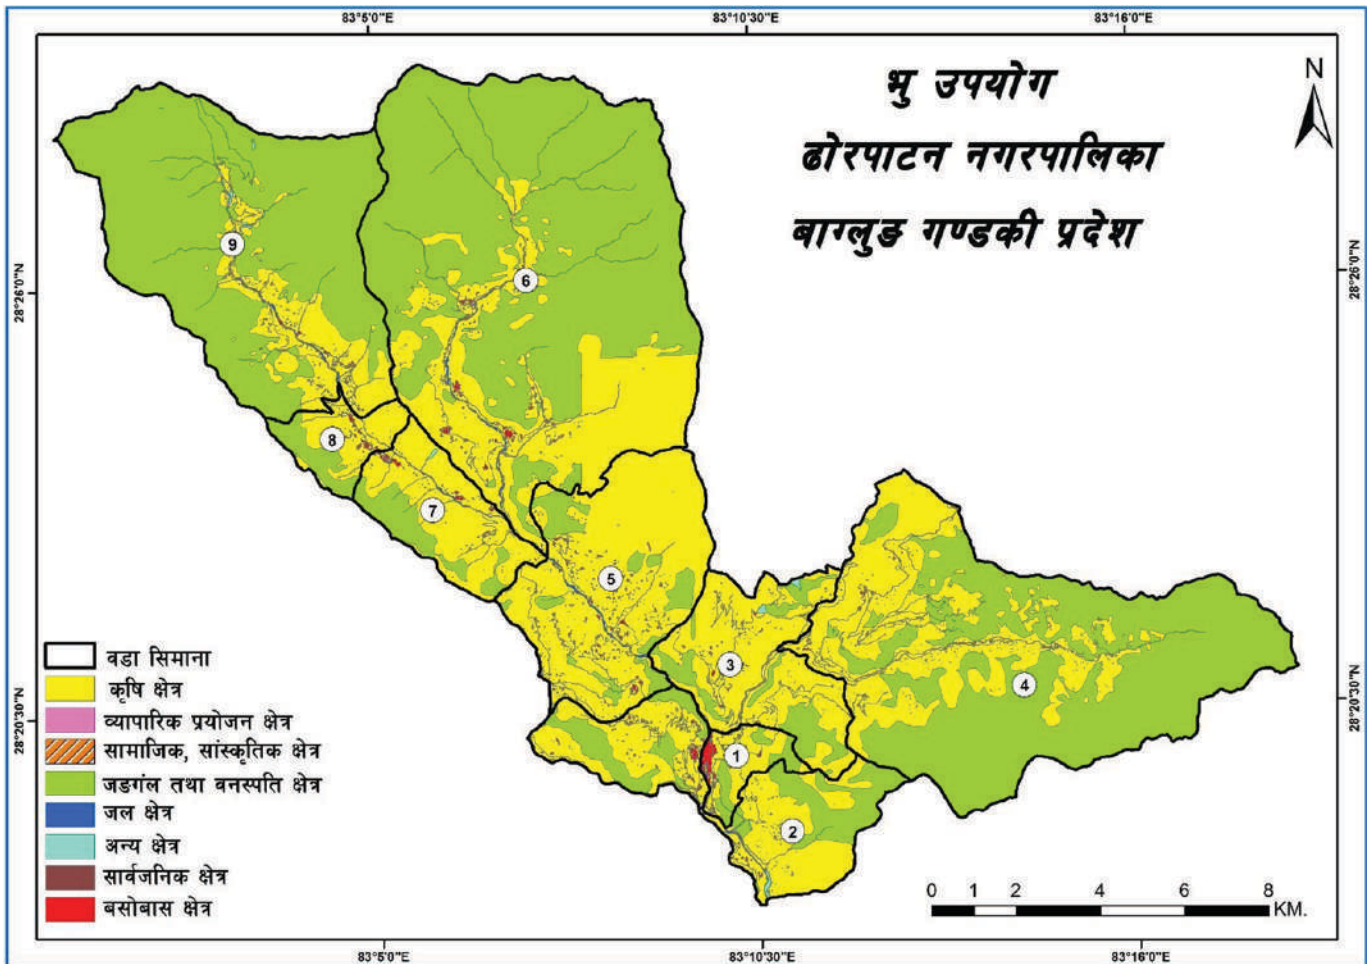 83°5'0"E
83°10'30"E
83°16'0"E
भु उपयोग
ढोरपाटन नगरपालिका
बाग्लुङ गण्डकी प्रदेश
N
28°26'0"N
28°26'0"N
9
6
8
7
5
3
4
1
2
28°20'30"N
28°20'30"N
वडा सिमाना
कृषि क्षेत्र
व्यापारिक प्रयोजन क्षेत्र
सामाजिक, सांस्कृतिक क्षेत्र
जङगंल तथा वनस्पति क्षेत्र
जल क्षेत्र
अन्य क्षेत्र
सार्वजनिक क्षेत्र
बसोबास क्षेत्र
0 1 2 4 6 8
KM.
83°5'0"E
83°10'30"E
83°16'0"E